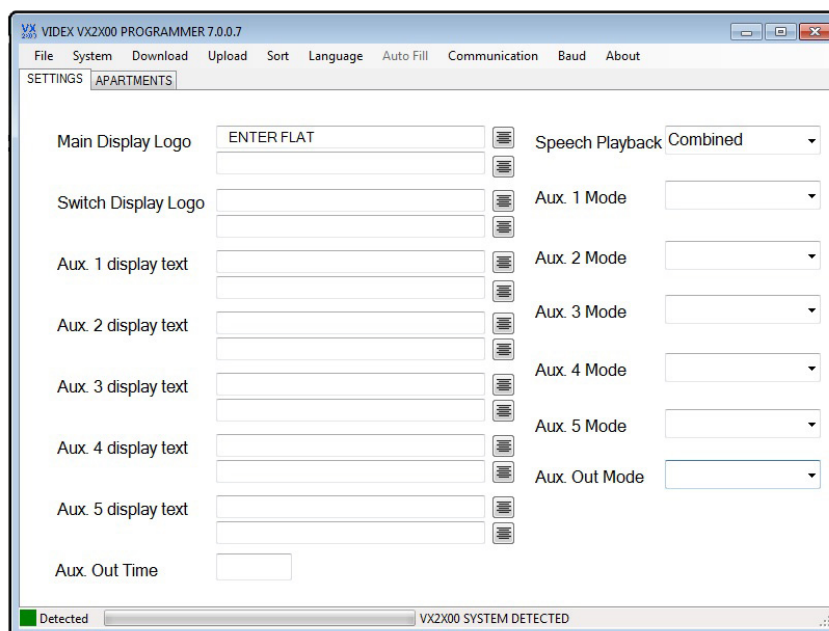 VX
2X00
VIDEX VX2X00 PROGRAMMER 7.0.0.7
File System Download Upload Sort Language Auto Fill Communication Baud About
SETTINGS APARTMENTS
Main Display Logo ENTER FLAT Speech Playback Combined
Switch Display Logo Aux. 1 Mode
Aux. 1 display text Aux. 2 Mode
Aux. 2 display text Aux. 3 Mode
Aux. 3 display text Aux. 4 Mode
Aux. 4 display text Aux. 5 Mode
Aux. 5 display text Aux. Out Mode
Aux. Out Time
Detected VX2X00 SYSTEM DETECTED